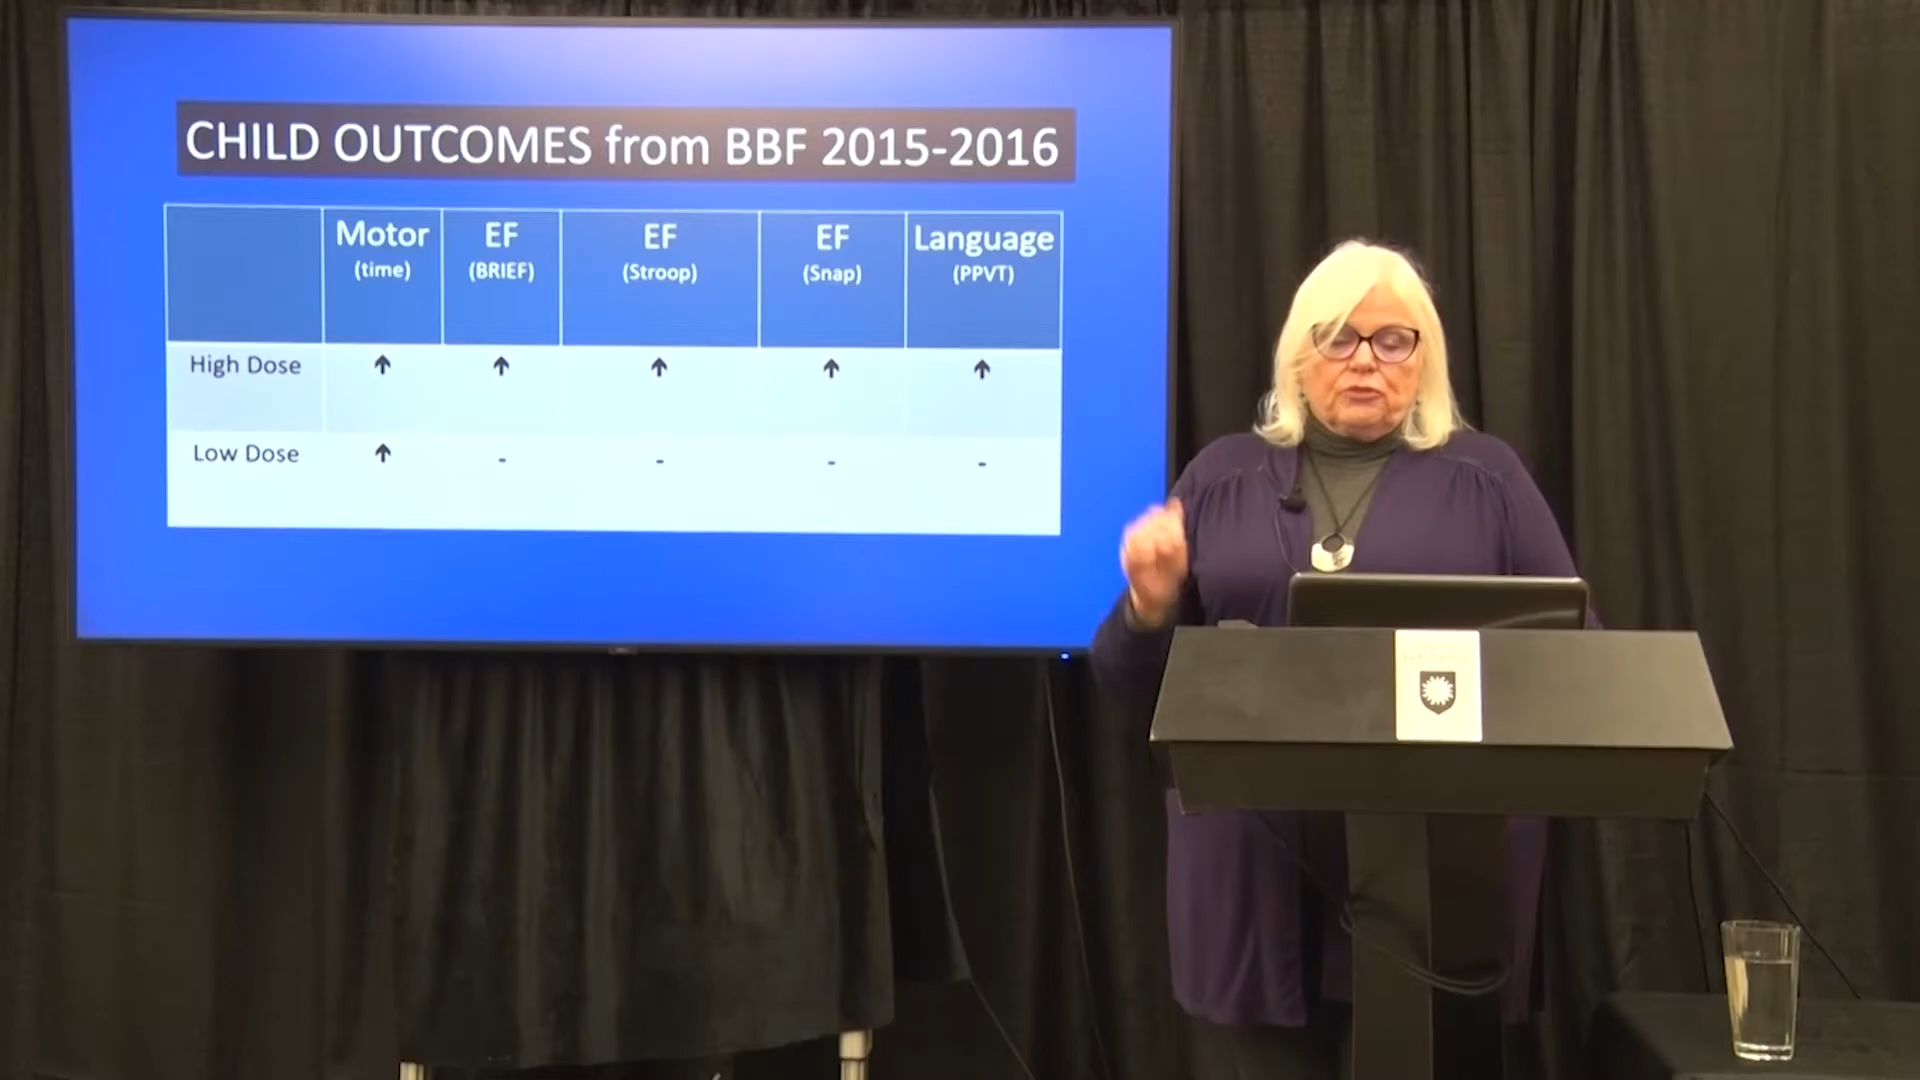 CHILD OUTCOMES from BBF 2015-2016
Motor EF EF EF Language
(time) (BRIEF) (Stroop) (Snap) (PPVT)
High Dose ↑ ↑ ↑ ↑ ↑
Low Dose ↑ - - - -